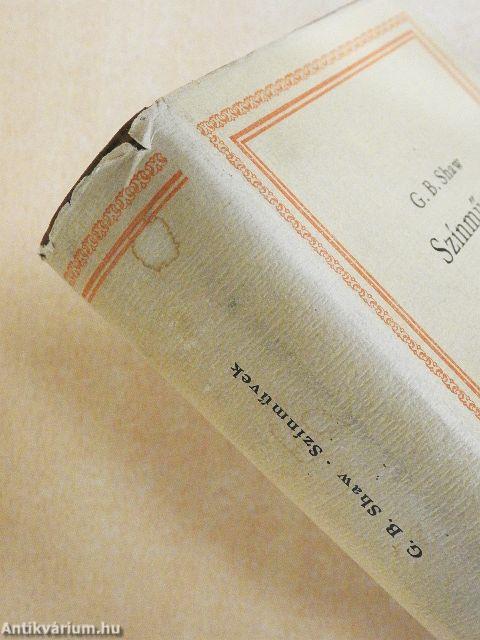 G. B. Shaw
Színmű
G. B. Shaw · Színművek
Antikvárium.hu